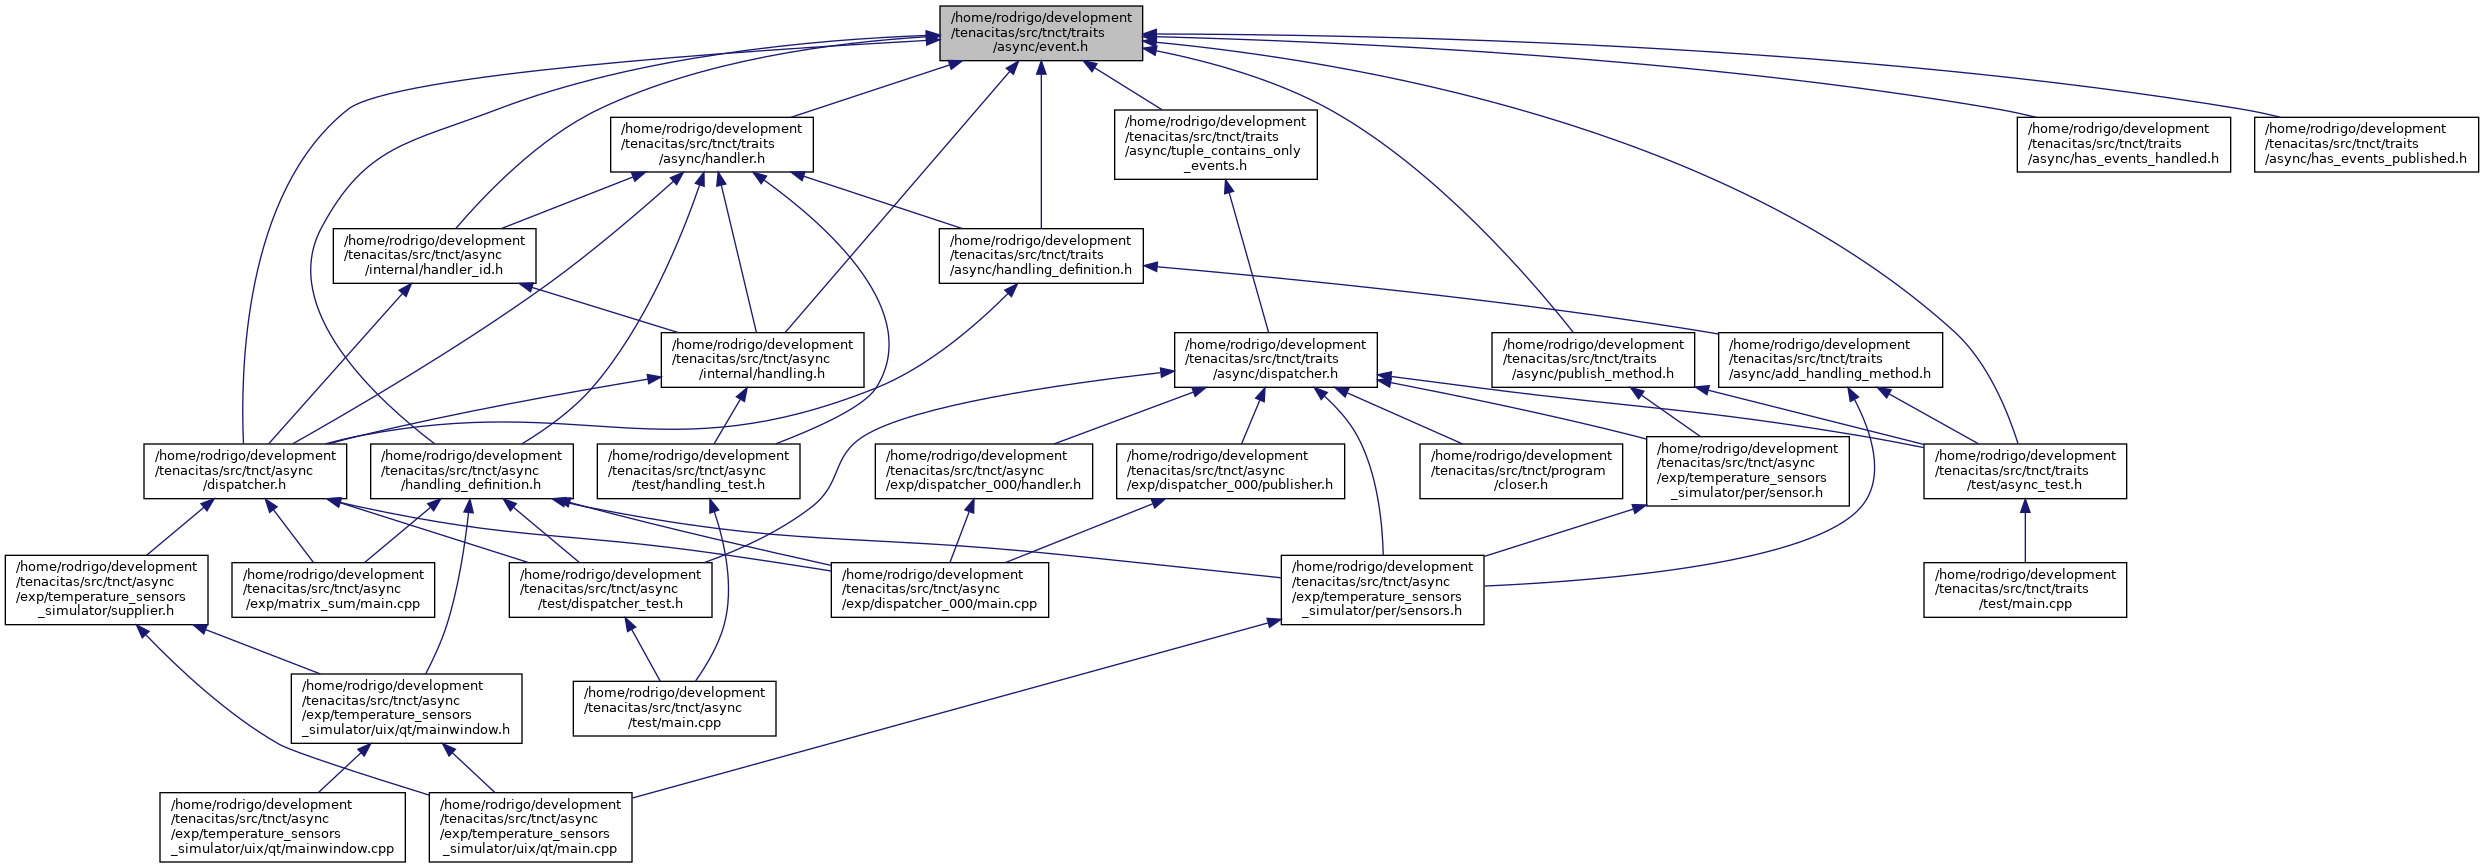 /home/rodrigo/development
/tenacitas/src/tnct/traits
/async/event.h
/home/rodrigo/development
/tenacitas/src/tnct/traits
/async/handler.h
/home/rodrigo/development
/tenacitas/src/tnct/traits
/async/tuple_contains_only
_events.h
/home/rodrigo/development
/tenacitas/src/tnct/traits
/async/has_events_handled.h
/home/rodrigo/development
/tenacitas/src/tnct/traits
/async/has_events_published.h
/home/rodrigo/development
/tenacitas/src/tnct/async
/internal/handler_id.h
/home/rodrigo/development
/tenacitas/src/tnct/traits
/async/handling_definition.h
/home/rodrigo/development
/tenacitas/src/tnct/async
/internal/handling.h
/home/rodrigo/development
/tenacitas/src/tnct/traits
/async/dispatcher.h
/home/rodrigo/development
/tenacitas/src/tnct/traits
/async/publish_method.h
/home/rodrigo/development
/tenacitas/src/tnct/traits
/async/add_handling_method.h
/home/rodrigo/development
/tenacitas/src/tnct/async
/dispatcher.h
/home/rodrigo/development
/tenacitas/src/tnct/async
/handling_definition.h
/home/rodrigo/development
/tenacitas/src/tnct/async
/test/handling_test.h
/home/rodrigo/development
/tenacitas/src/tnct/async
/exp/dispatcher_000/handler.h
/home/rodrigo/development
/tenacitas/src/tnct/async
/exp/dispatcher_000/publisher.h
/home/rodrigo/development
/tenacitas/src/tnct/program
/closer.h
/home/rodrigo/development
/tenacitas/src/tnct/async
/exp/temperature_sensors
_simulator/per/sensor.h
/home/rodrigo/development
/tenacitas/src/tnct/traits
/test/async_test.h
/home/rodrigo/development
/tenacitas/src/tnct/async
/exp/temperature_sensors
_simulator/supplier.h
/home/rodrigo/development
/tenacitas/src/tnct/async
/exp/matrix_sum/main.cpp
/home/rodrigo/development
/tenacitas/src/tnct/async
/test/dispatcher_test.h
/home/rodrigo/development
/tenacitas/src/tnct/async
/exp/dispatcher_000/main.cpp
/home/rodrigo/development
/tenacitas/src/tnct/async
/exp/temperature_sensors
_simulator/per/sensors.h
/home/rodrigo/development
/tenacitas/src/tnct/traits
/test/main.cpp
/home/rodrigo/development
/tenacitas/src/tnct/async
/exp/temperature_sensors
_simulator/uix/qt/mainwindow.h
/home/rodrigo/development
/tenacitas/src/tnct/async
/test/main.cpp
/home/rodrigo/development
/tenacitas/src/tnct/async
/exp/temperature_sensors
_simulator/uix/qt/mainwindow.cpp
/home/rodrigo/development
/tenacitas/src/tnct/async
/exp/temperature_sensors
_simulator/uix/qt/main.cpp